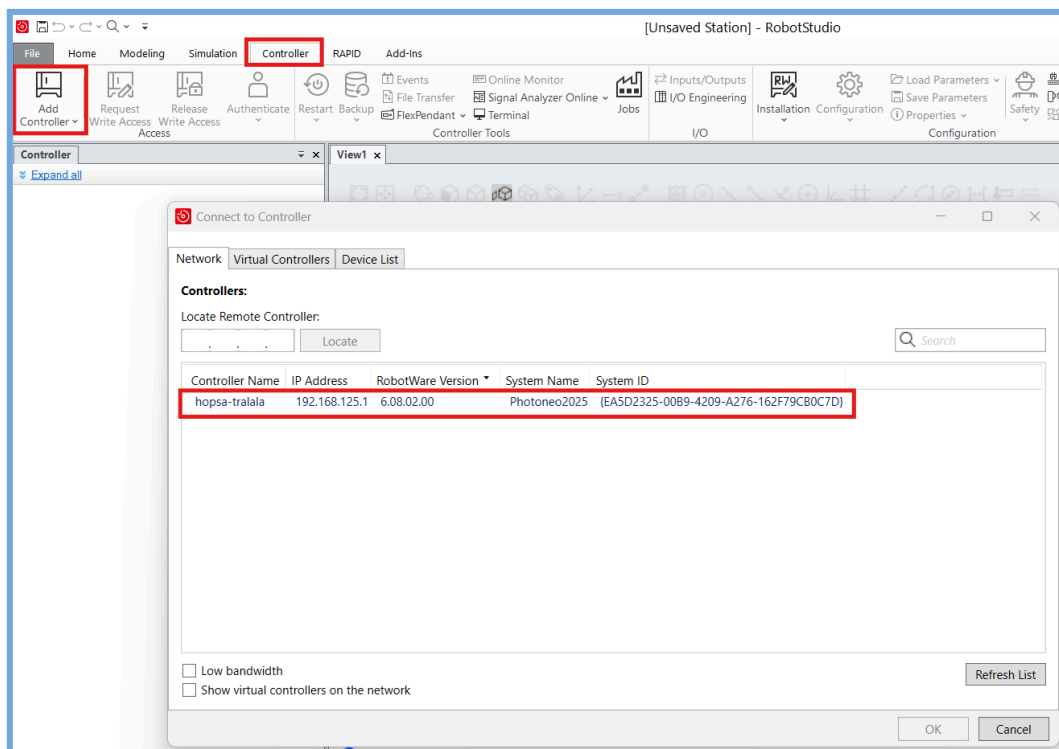 [Unsaved Station] - RobotStudio
File Home Modeling Simulation Controller RAPID Add-Ins
Add Controller
Request Write Access
Release Write Access
Authenticate
Access
Restart
Backup
Events
File Transfer
FlexPendant
Online Monitor
Signal Analyzer Online
Terminal
Jobs
Controller Tools
Inputs/Outputs
I/O Engineering
I/O
RW
Installation
Configuration
Load Parameters
Save Parameters
Properties
Safety
Configuration
Controller
Expand all
View1
Connect to Controller
Network Virtual Controllers Device List
Controllers:
Locate Remote Controller:
. . . Locate Search
Controller Name IP Address RobotWare Version System Name System ID
hopsa-tralala 192.168.125.1 6.08.02.00 Photoneo2025 {EA5D2325-00B9-4209-A276-162F79CB0C7D}
Low bandwidth
Show virtual controllers on the network
Refresh List
OK Cancel